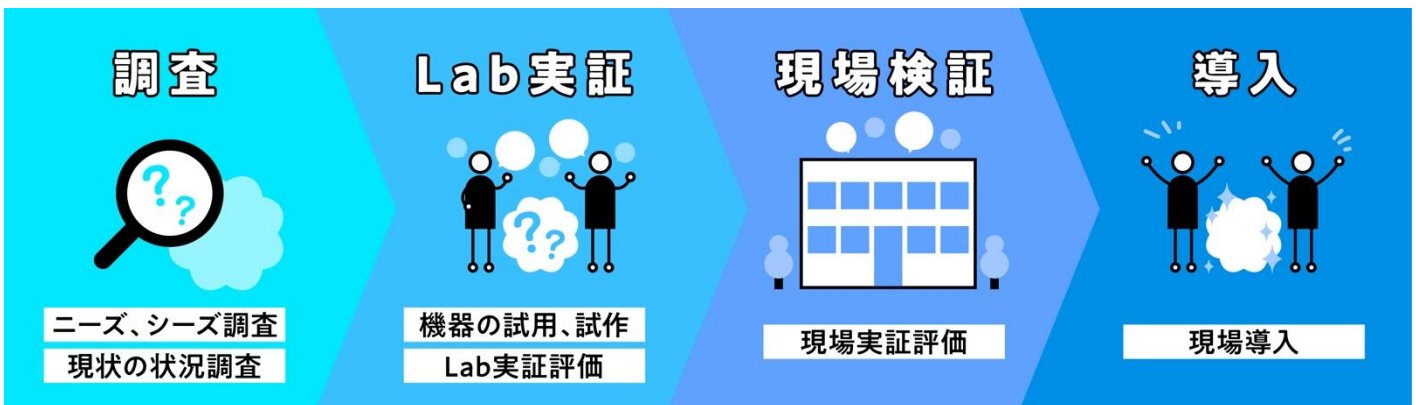 調査
ニーズ、シーズ調査
現状の状況調査
Lab実証
機器の試用、試作
Lab実証評価
現場検証
現場実証評価
導入
現場導入